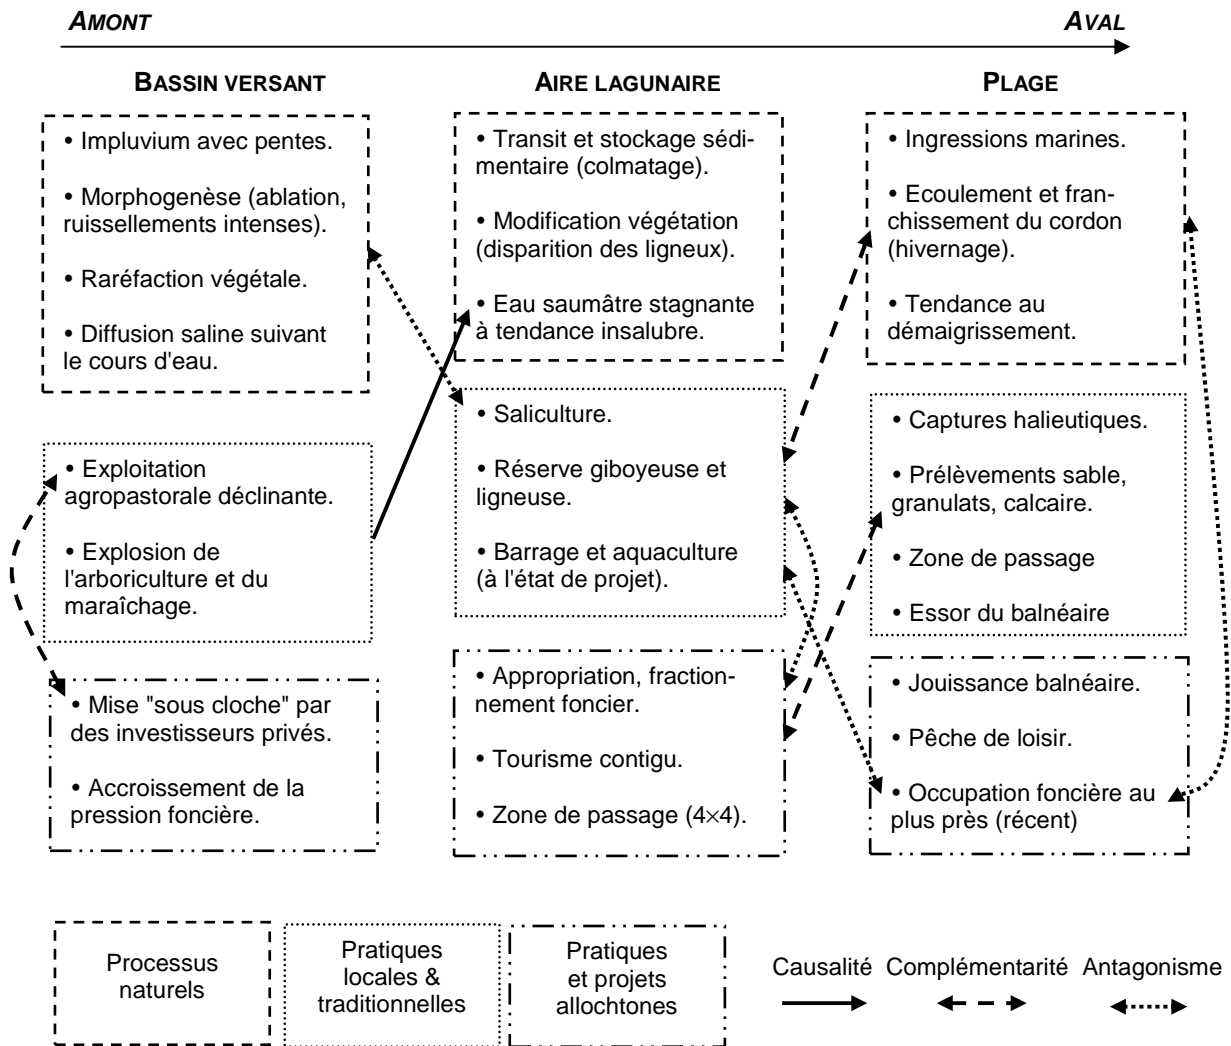 AMONT
AVAL
BASSIN VERSANT
AIRE LAGUNAIRE
PLAGE
• Impluvium avec pentes.
• Morphogenèse (ablation,
ruissellements intenses).
• Raréfaction végétale.
• Diffusion saline suivant
le cours d'eau.
• Exploitation
agropastorale déclinante.
• Explosion de
l'arboriculture et du
maraîchage.
• Mise "sous cloche" par
des investisseurs privés.
• Accroissement de la
pression foncière.
• Transit et stockage sédi-
mentaire (colmatage).
• Modification végétation
(disparition des ligneux).
• Eau saumâtre stagnante
à tendance insalubre.
• Saliculture.
• Réserve giboyeuse et
ligneuse.
• Barrage et aquaculture
(à l'état de projet).
• Appropriation, fraction-
nement foncier.
• Tourisme contigu.
• Zone de passage (4×4).
• Ingressions marines.
• Ecoulement et fran-
chissement du cordon
(hivernage).
• Tendance au
démaigrissement.
• Captures halieutiques.
• Prélèvements sable,
granulats, calcaire.
• Zone de passage
• Essor du balnéaire
• Jouissance balnéaire.
• Pêche de loisir.
• Occupation foncière au
plus près (récent)
Processus
naturels
Pratiques
locales &
traditionnelles
Pratiques
et projets
allochtones
Causalité
Complémentarité
Antagonisme